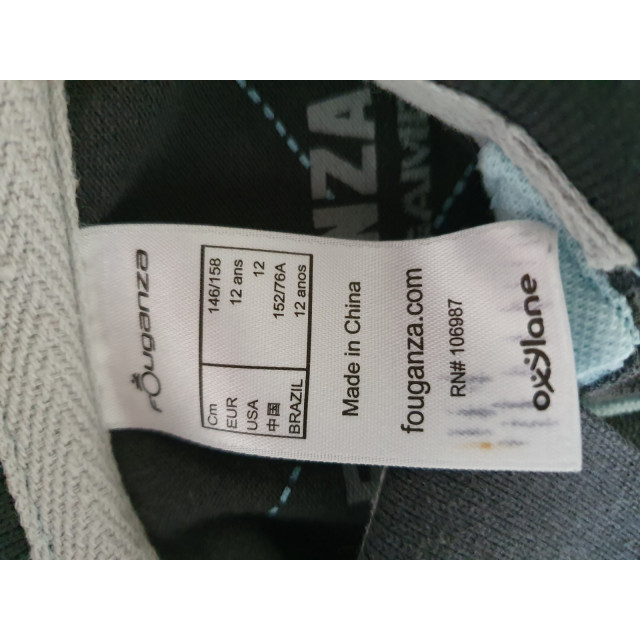 fouganza
Cm 146/158
EUR 12 ans
USA 12
中国 152/76A
BRAZIL 12 anos
Made in China
fouganza.com
RN# 106987
oxylane
NZA